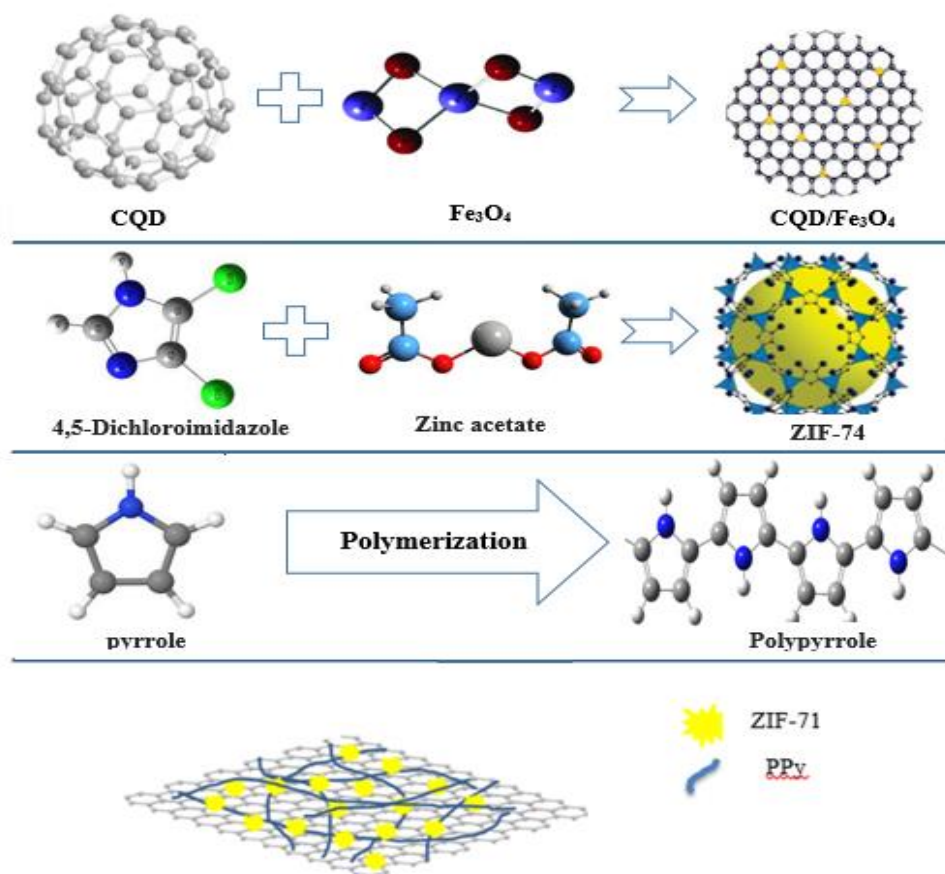 CQD
Fe₃O₄
CQD/Fe₃O₄
4,5-Dichloroimidazole
Zinc acetate
ZIF-74
pyrrole
Polymerization
Polypyrrole
ZIF-71
PPy